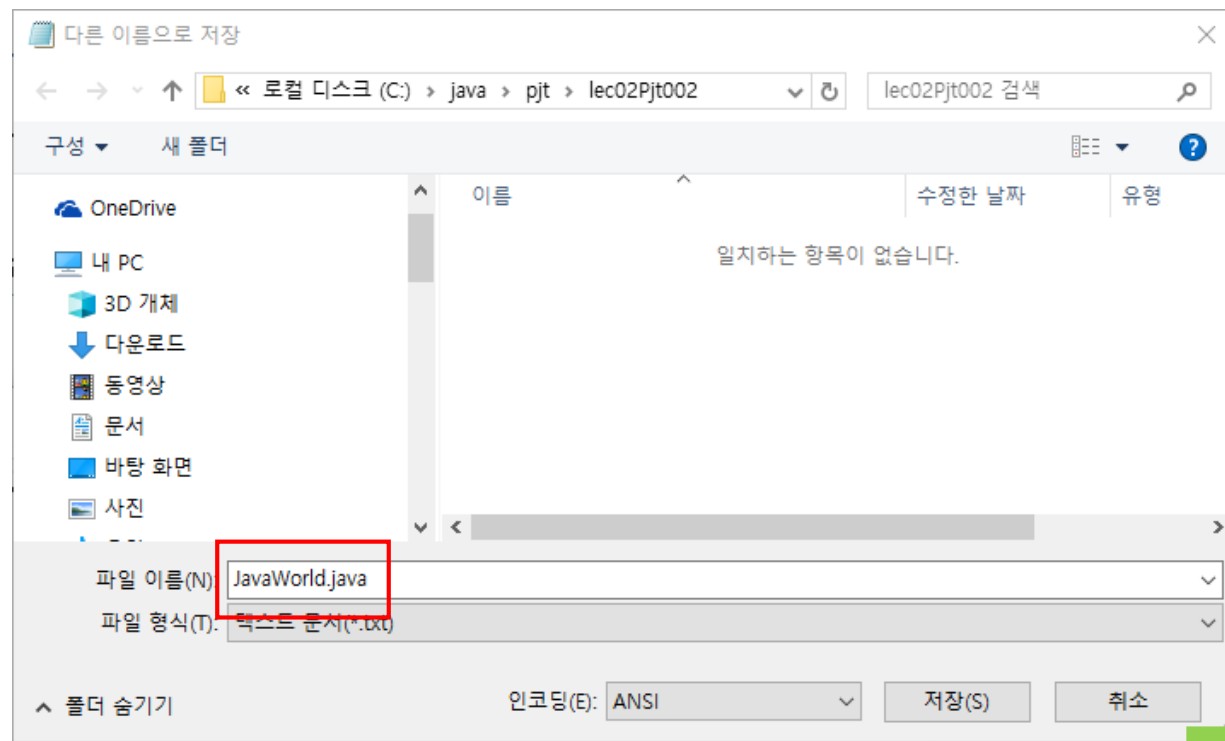 다른 이름으로 저장
« 로컬 디스크 (C:) › java › pjt › lec02Pjt002
lec02Pjt002 검색
구성
새 폴더
이름
수정한 날짜
유형
일치하는 항목이 없습니다.
OneDrive
내 PC
3D 개체
다운로드
동영상
문서
바탕 화면
사진
파일 이름(N): JavaWorld.java
파일 형식(T): 텍스트 문서(*.txt)
폴더 숨기기
인코딩(E): ANSI
저장(S)
취소